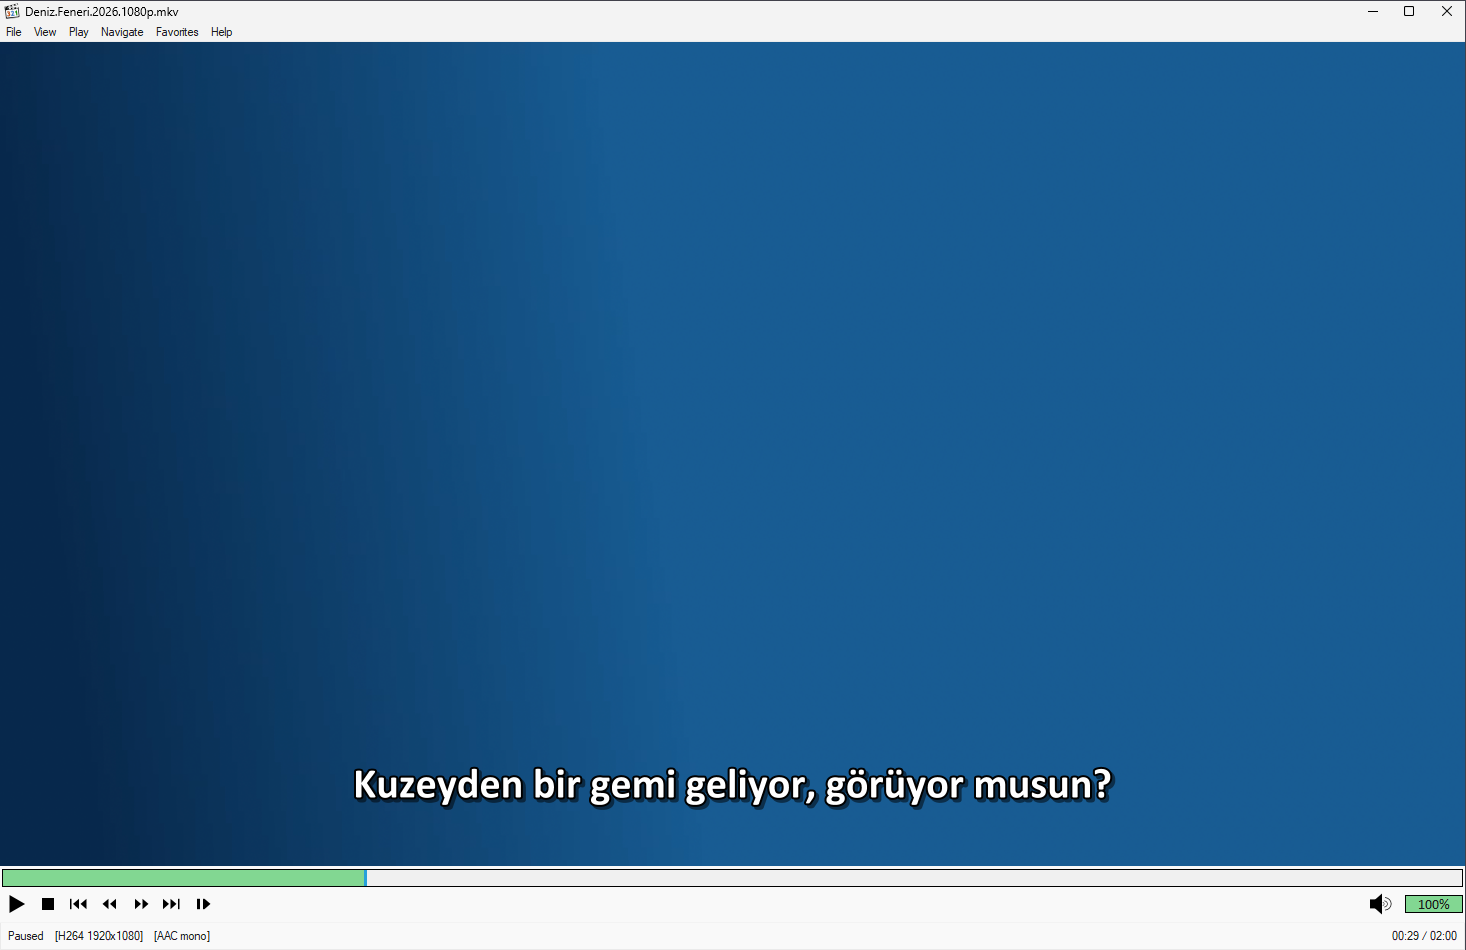 Deniz.Feneri.2026.1080p.mkv
File View Play Navigate Favorites Help
Kuzeyden bir gemi geliyor, görüyor musun?
100%
Paused [H264 1920x1080] [AAC mono] 00:29 / 02:00